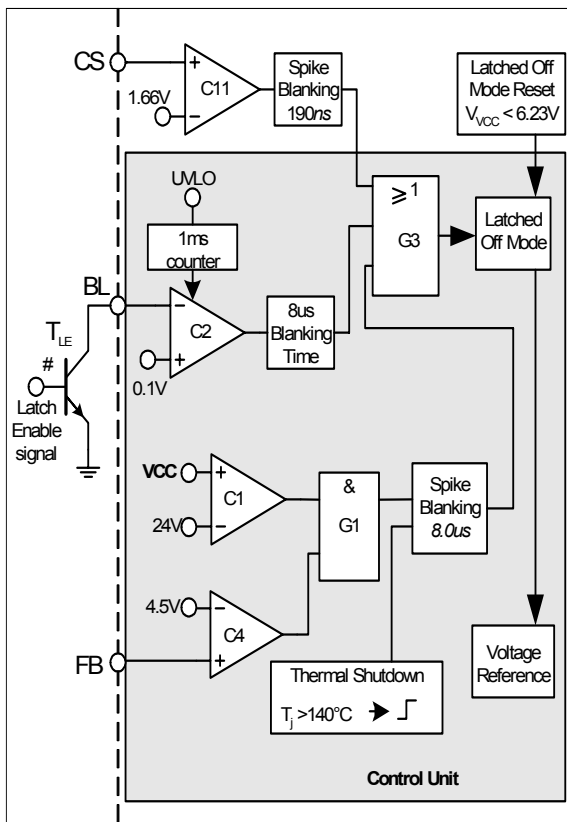 CS
+
C11
1.66V
−
Spike
Blanking
190ns
Latched Off
Mode Reset
VVCC < 6.23V
UVLO
1ms
counter
≥ 1
G3
Latched
Off Mode
BL
−
C2
+
0.1V
8us
Blanking
Time
TLE
#
Latch
Enable
signal
VCC
+
C1
24V
−
&
G1
Spike
Blanking
8.0us
4.5V
−
C4
FB
+
Thermal Shutdown
Tj >140°C
Voltage
Reference
Control Unit